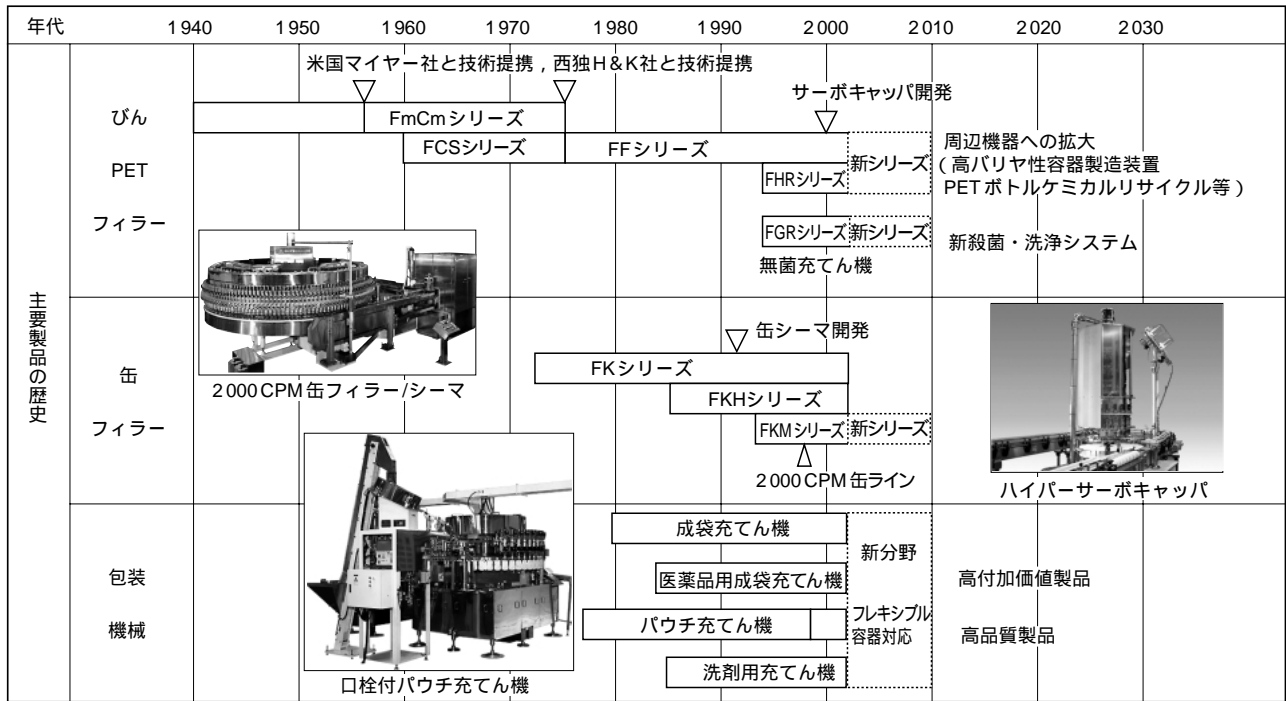 年代 1940 1950 1960 1970 1980 1990 2000 2010 2020 2030
主要製品の歴史
びん
PET
フィラー
米国マイヤー社と技術提携，西独H＆K社と技術提携
サーボキャッパ開発
FmCmシリーズ
FCSシリーズ
FFシリーズ
新シリーズ
FHRシリーズ
周辺機器への拡大
（高バリヤ性容器製造装置
PETボトルケミカルリサイクル等）
FGRシリーズ
新シリーズ
無菌充てん機
新殺菌・洗浄システム
2000 CPM 缶フィラー/シーマ
缶
フィラー
缶シーマ開発
FKシリーズ
FKHシリーズ
FKMシリーズ
新シリーズ
2000 CPM 缶ライン
ハイパーサーボキャッパ
包装
機械
口栓付パウチ充てん機
成袋充てん機
医薬品用成袋充てん機
パウチ充てん機
洗剤用充てん機
新分野
フレキシブル
容器対応
高付加価値製品
高品質製品